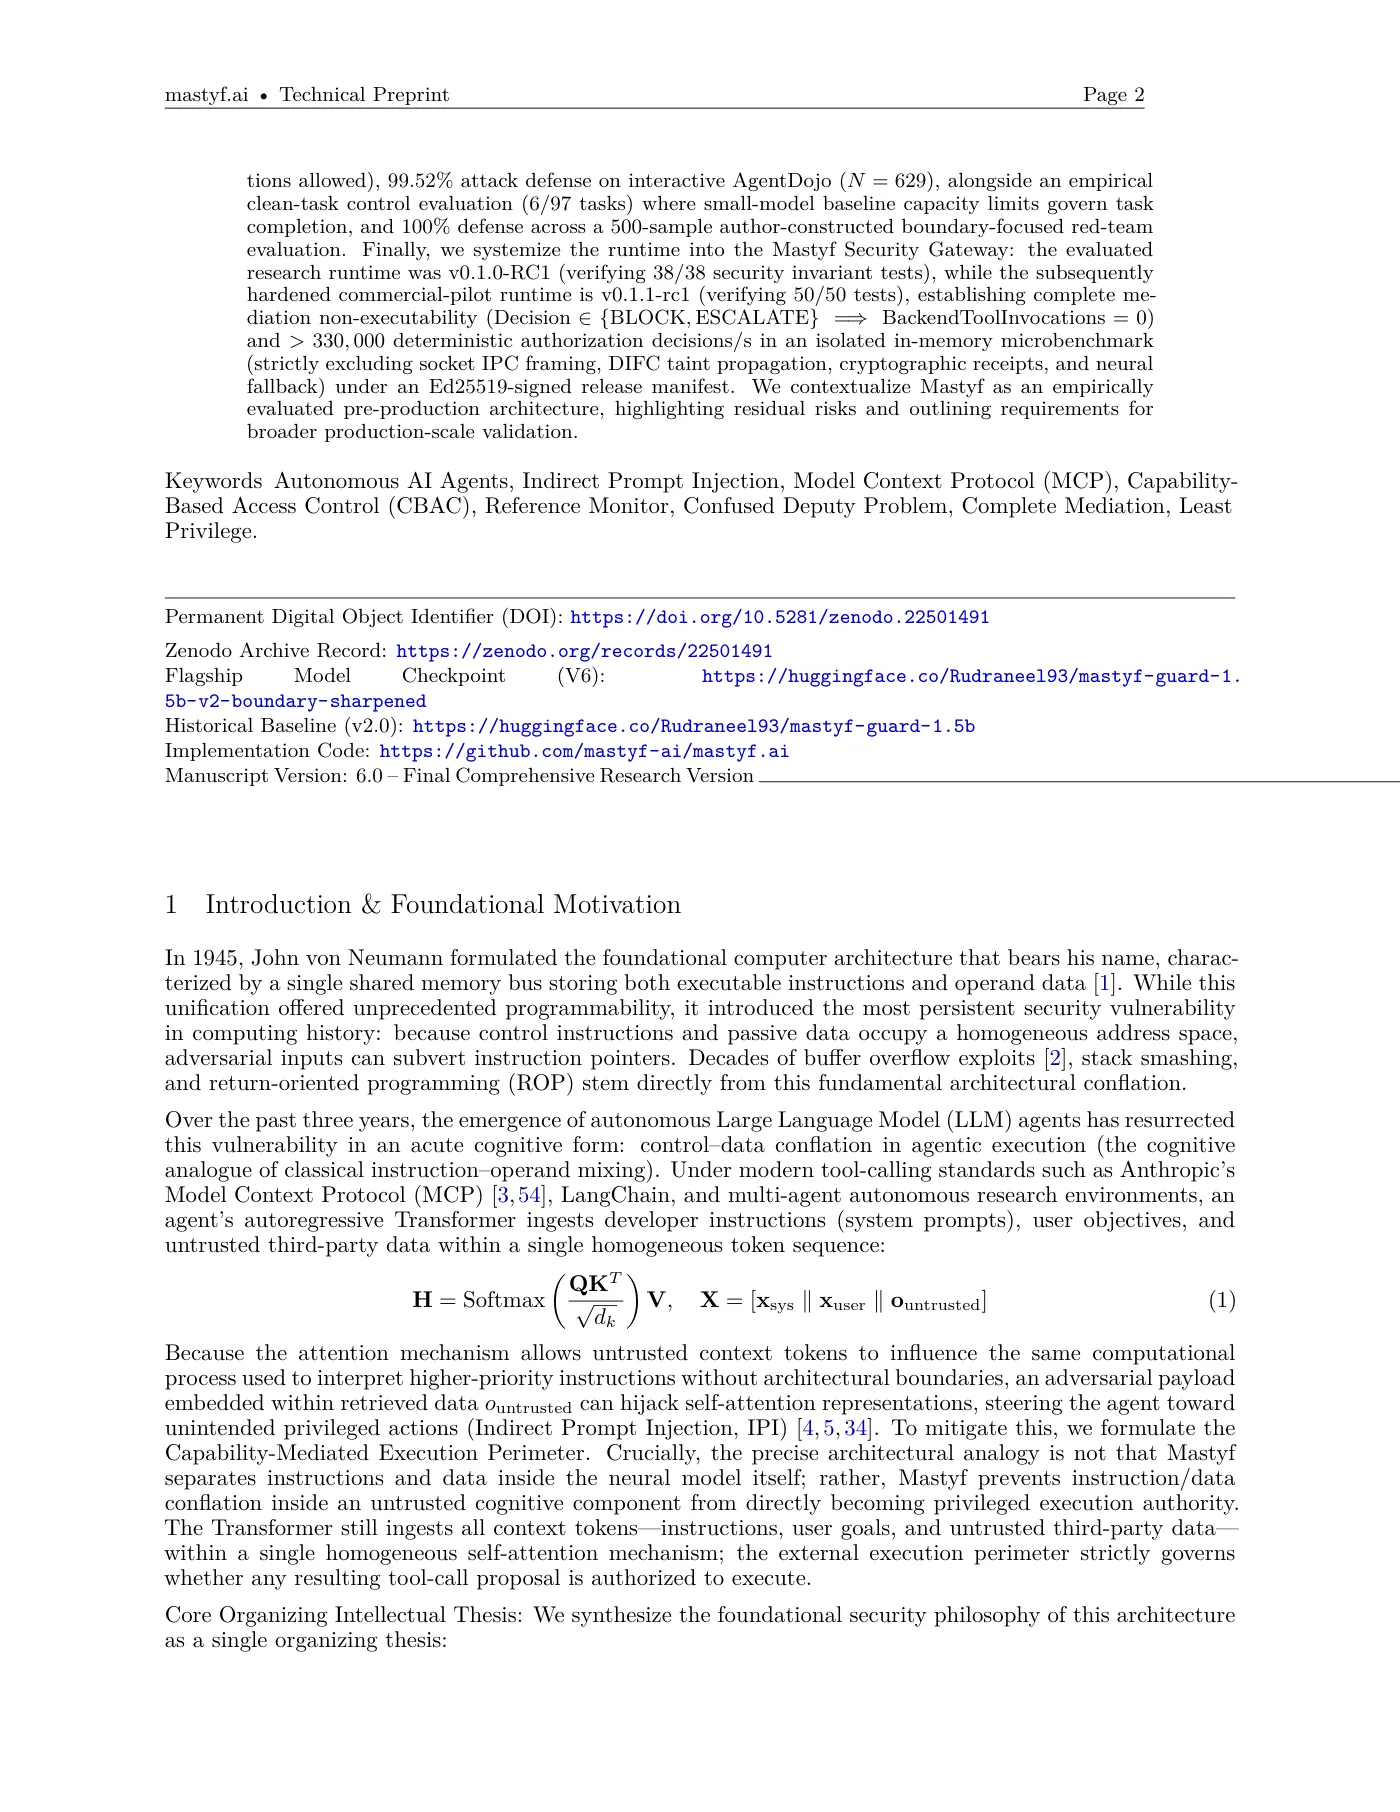 mastyf.ai • Technical Preprint Page 2
tions allowed), 99.52% attack defense on interactive AgentDojo (N = 629), alongside an empirical
clean-task control evaluation (6/97 tasks) where small-model baseline capacity limits govern task
completion, and 100% defense across a 500-sample author-constructed boundary-focused red-team
evaluation. Finally, we systemize the runtime into the Mastyf Security Gateway: the evaluated
research runtime was v0.1.0-RC1 (verifying 38/38 security invariant tests), while the subsequently
hardened commercial-pilot runtime is v0.1.1-rc1 (verifying 50/50 tests), establishing complete me-
diation non-executability (Decision ∈ {BLOCK, ESCALATE} ⟹ BackendToolInvocations = 0)
and > 330, 000 deterministic authorization decisions/s in an isolated in-memory microbenchmark
(strictly excluding socket IPC framing, DIFC taint propagation, cryptographic receipts, and neural
fallback) under an Ed25519-signed release manifest. We contextualize Mastyf as an empirically
evaluated pre-production architecture, highlighting residual risks and outlining requirements for
broader production-scale validation.
Keywords Autonomous AI Agents, Indirect Prompt Injection, Model Context Protocol (MCP), Capability-
Based Access Control (CBAC), Reference Monitor, Confused Deputy Problem, Complete Mediation, Least
Privilege.
Permanent Digital Object Identifier (DOI): https://doi.org/10.5281/zenodo.22501491
Zenodo Archive Record: https://zenodo.org/records/22501491
Flagship Model Checkpoint (V6): https://huggingface.co/Rudraneel93/mastyf-guard-1.
5b-v2-boundary-sharpened
Historical Baseline (v2.0): https://huggingface.co/Rudraneel93/mastyf-guard-1.5b
Implementation Code: https://github.com/mastyf-ai/mastyf.ai
Manuscript Version: 6.0 – Final Comprehensive Research Version
1 Introduction & Foundational Motivation
In 1945, John von Neumann formulated the foundational computer architecture that bears his name, charac-
terized by a single shared memory bus storing both executable instructions and operand data [1]. While this
unification offered unprecedented programmability, it introduced the most persistent security vulnerability
in computing history: because control instructions and passive data occupy a homogeneous address space,
adversarial inputs can subvert instruction pointers. Decades of buffer overflow exploits [2], stack smashing,
and return-oriented programming (ROP) stem directly from this fundamental architectural conflation.
Over the past three years, the emergence of autonomous Large Language Model (LLM) agents has resurrected
this vulnerability in an acute cognitive form: control–data conflation in agentic execution (the cognitive
analogue of classical instruction–operand mixing). Under modern tool-calling standards such as Anthropic's
Model Context Protocol (MCP) [3, 54], LangChain, and multi-agent autonomous research environments, an
agent's autoregressive Transformer ingests developer instructions (system prompts), user objectives, and
untrusted third-party data within a single homogeneous token sequence:
H = Softmax (QK^T / √d_k) V, X = [x_sys ∥ x_user ∥ o_untrusted] (1)
Because the attention mechanism allows untrusted context tokens to influence the same computational
process used to interpret higher-priority instructions without architectural boundaries, an adversarial payload
embedded within retrieved data o_untrusted can hijack self-attention representations, steering the agent toward
unintended privileged actions (Indirect Prompt Injection, IPI) [4, 5, 34]. To mitigate this, we formulate the
Capability-Mediated Execution Perimeter. Crucially, the precise architectural analogy is not that Mastyf
separates instructions and data inside the neural model itself; rather, Mastyf prevents instruction/data
conflation inside an untrusted cognitive component from directly becoming privileged execution authority.
The Transformer still ingests all context tokens—instructions, user goals, and untrusted third-party data—
within a single homogeneous self-attention mechanism; the external execution perimeter strictly governs
whether any resulting tool-call proposal is authorized to execute.
Core Organizing Intellectual Thesis: We synthesize the foundational security philosophy of this architecture
as a single organizing thesis: